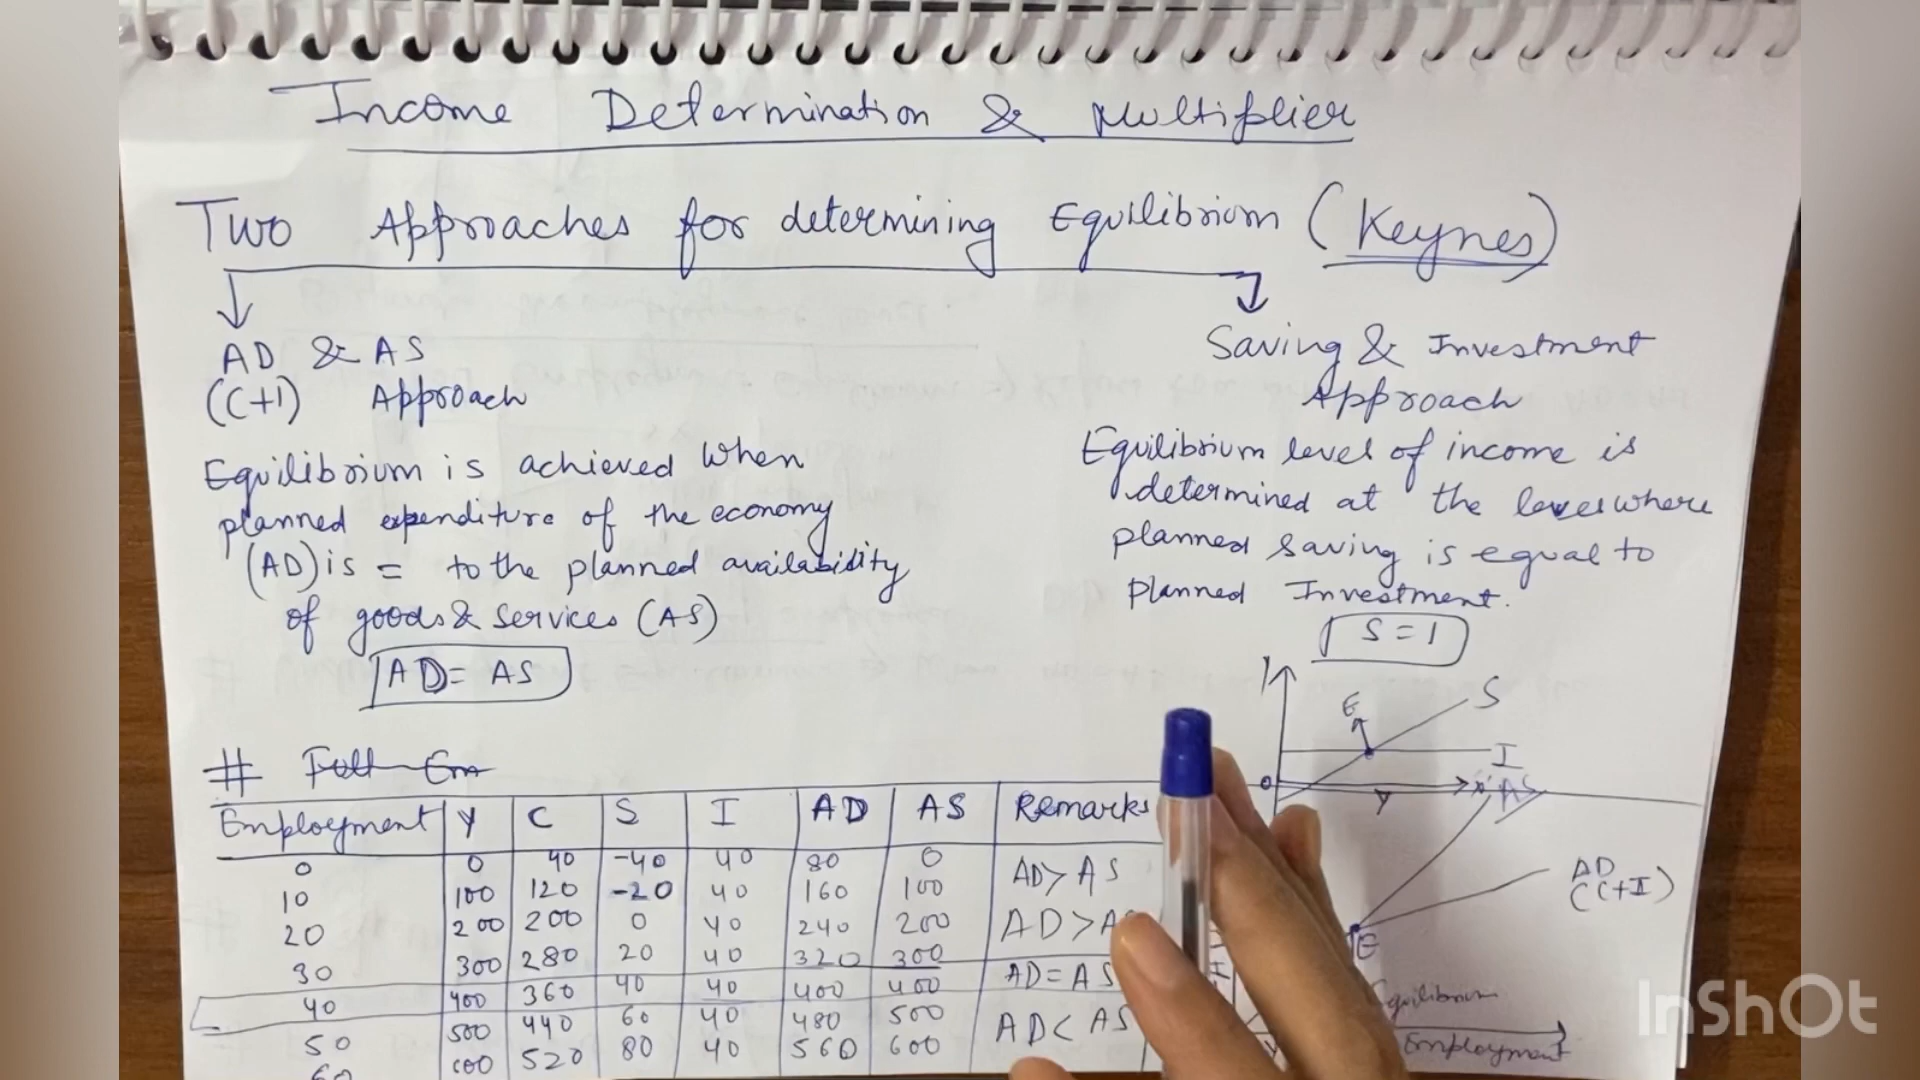 Income Determination & Multiplier
Two Approaches for determining Equilibrium (Keynes)
AD & AS
(C+I) Approach
Equilibrium is achieved when
planned expenditure of the economy
(AD) is = to the planned availability
of goods & services (AS)
AD = AS
Saving & Investment
Approach
Equilibrium level of income is
determined at the level where
planned saving is equal to
planned Investment.
S = I
Y
E
S
I
O
X
Y
AS
AD
(C+I)
E
Equilibrium
Employment
# Full Em
Employment Y C S I AD AS Remarks
0 0 40 -40 40 80 0 AD > AS
10 100 120 -20 40 160 100
20 200 200 0 40 240 200 AD >
30 300 280 20 40 320 300
40 400 360 40 40 400 400 AD = AS
50 500 440 60 40 480 500 AD < AS
60 600 520 80 40 560 600
InShOt